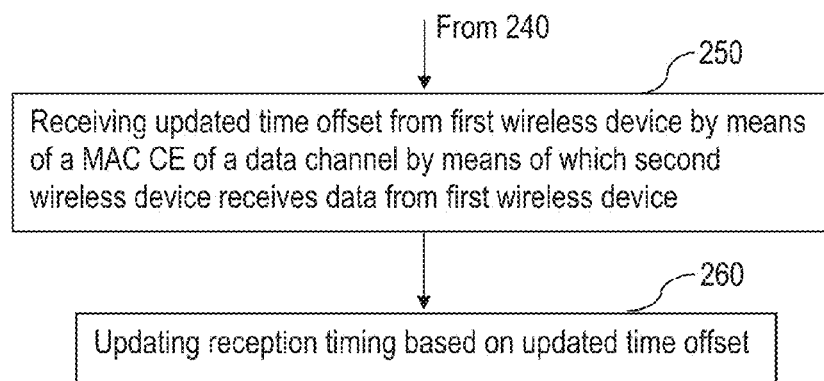 From 240
250
Receiving updated time offset from first wireless device by means
of a MAC CE of a data channel by means of which second
wireless device receives data from first wireless device
260
Updating reception timing based on updated time offset